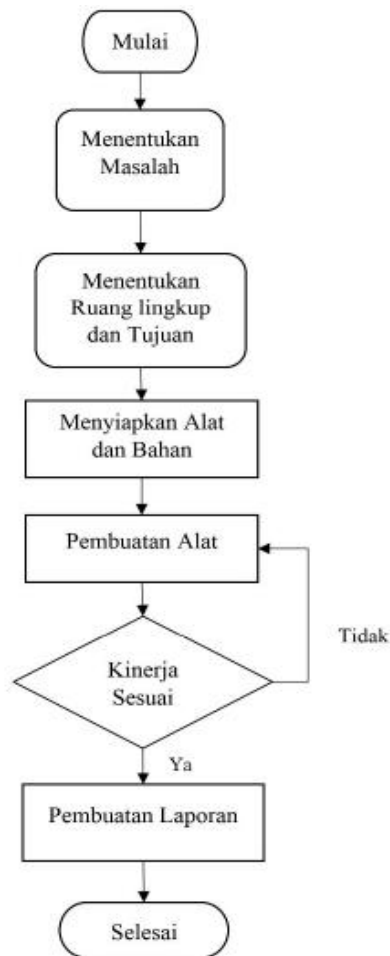 Mulai
Menentukan
Masalah
Menentukan
Ruang lingkup
dan Tujuan
Menyiapkan Alat
dan Bahan
Pembuatan Alat
Tidak
Kinerja
Sesuai
Ya
Pembuatan Laporan
Selesai